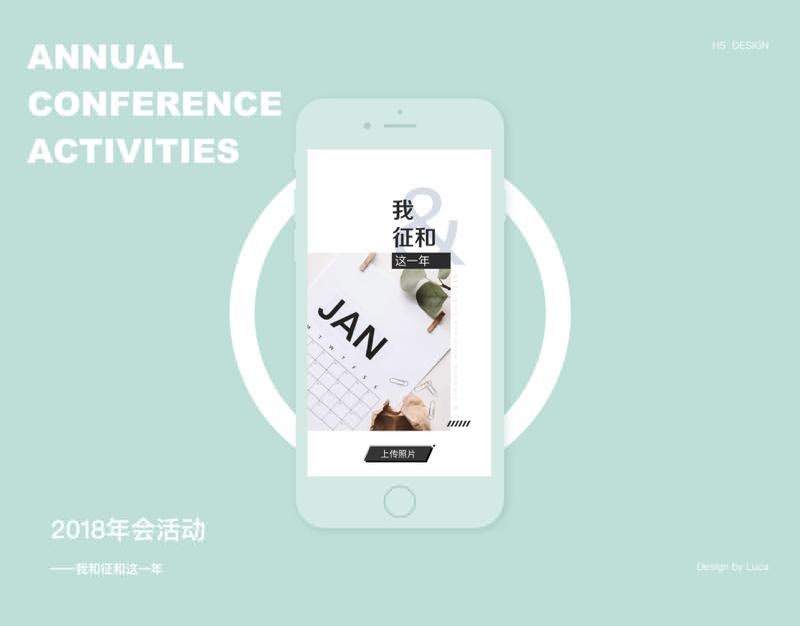 ANNUAL
CONFERENCE
ACTIVITIES
H5 DESIGN
&
我
征和
这一年
JAN
M T W T F S S
上传照片
2018年会活动
——我和征和这一年
Design by Luca